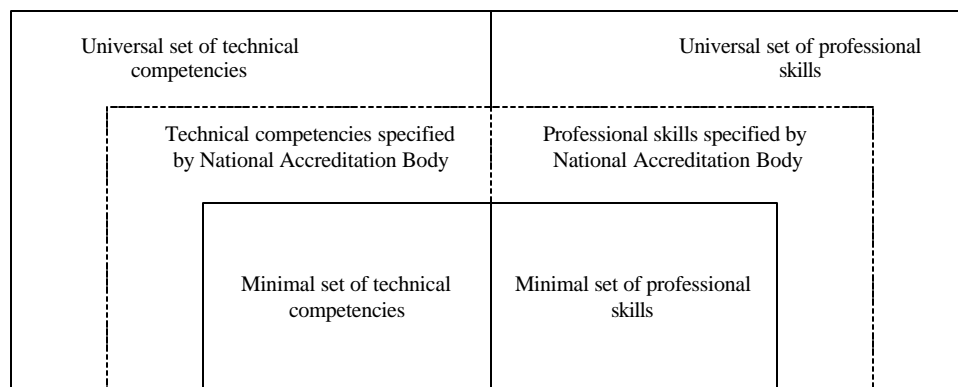 Universal set of technical
competencies
Universal set of professional
skills
Technical competencies specified
by National Accreditation Body
Professional skills specified by
National Accreditation Body
Minimal set of technical
competencies
Minimal set of professional
skills